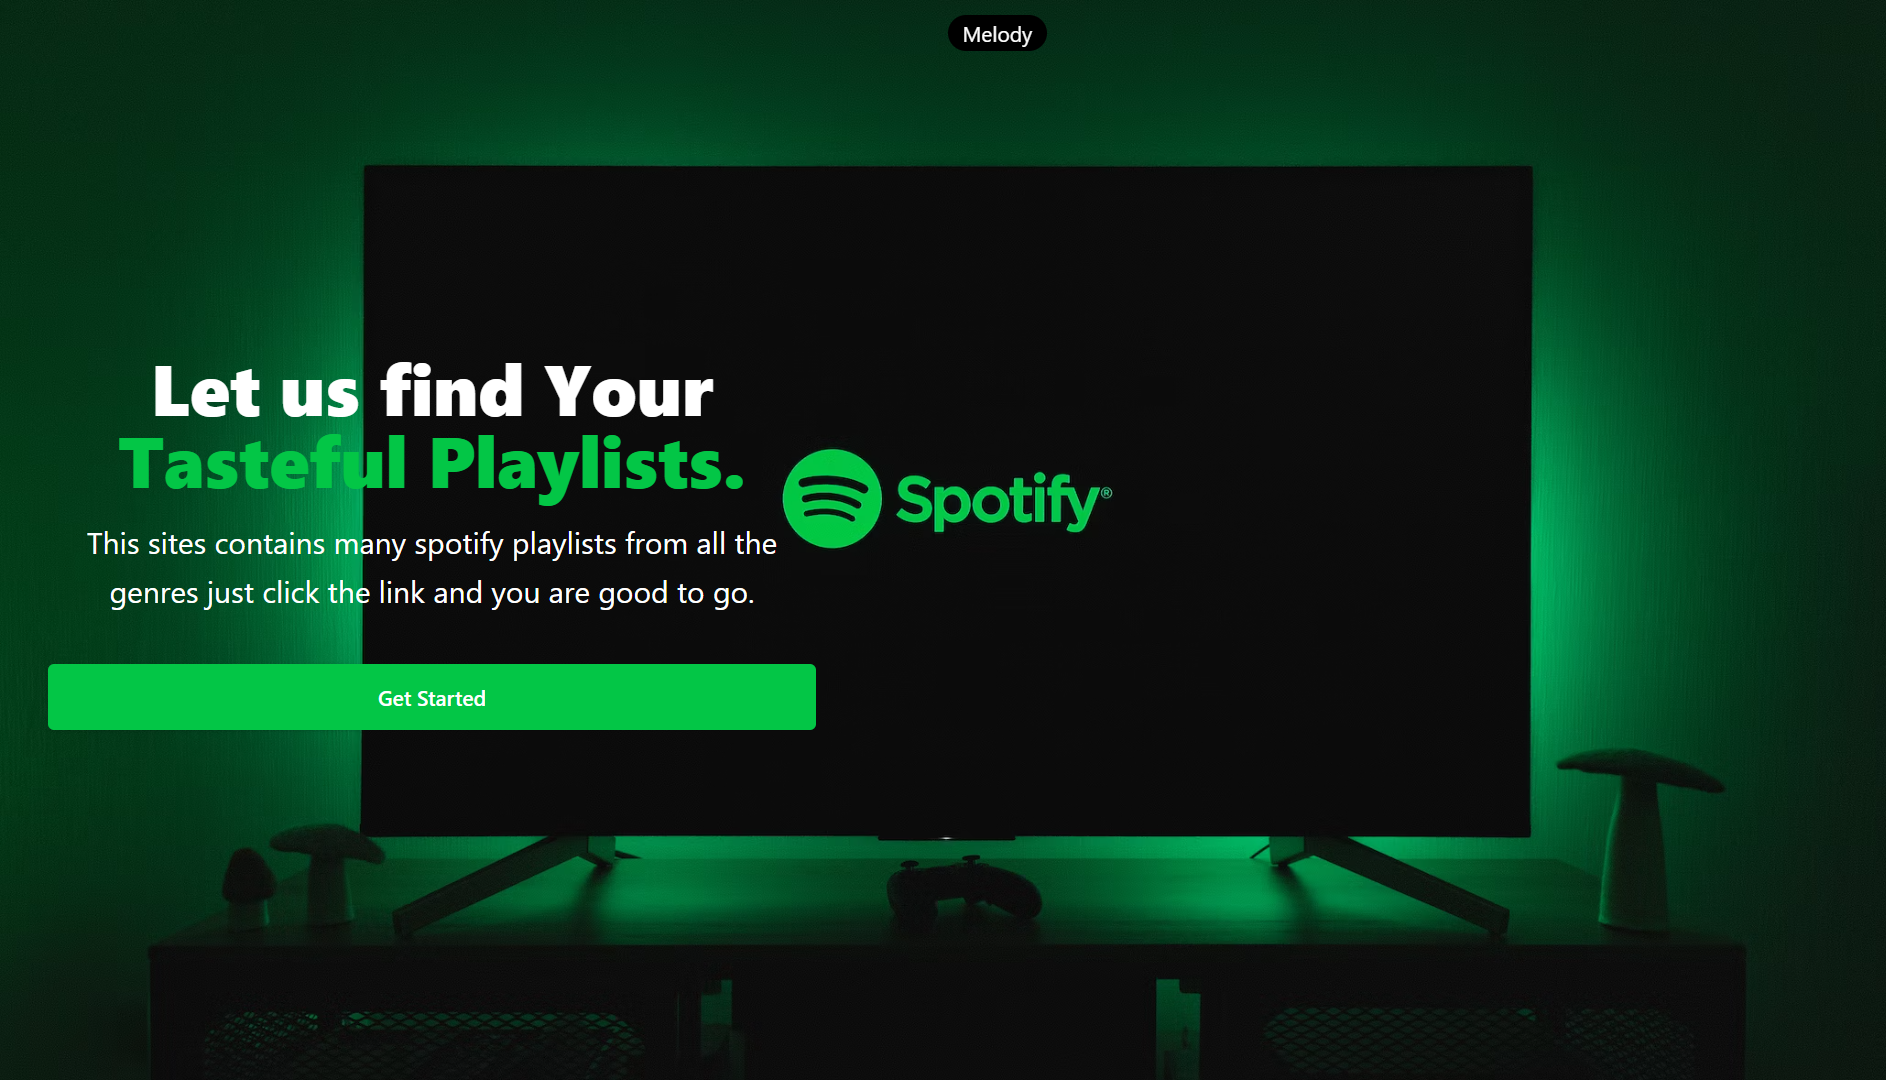 Melody
Let us find Your
Tasteful Playlists.
Spotify®
This sites contains many spotify playlists from all the
genres just click the link and you are good to go.
Get Started